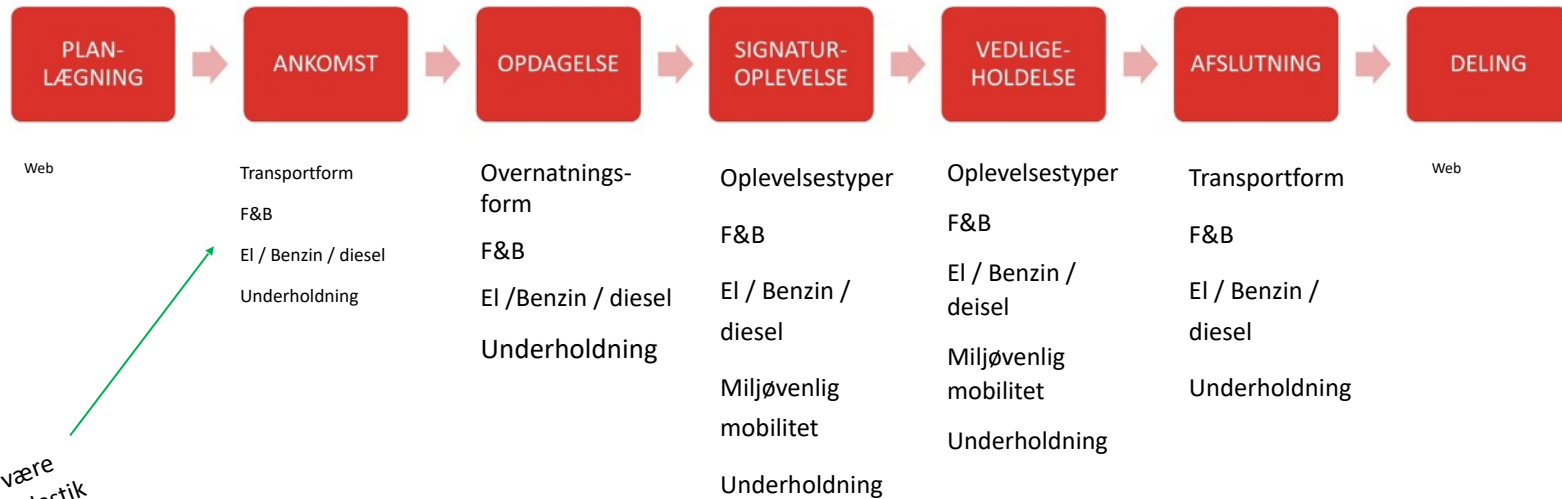 PLAN-
LÆGNING
ANKOMST
OPDAGELSE
SIGNATUR-
OPLEVELSE
VEDLIGE-
HOLDELSE
AFSLUTNING
DELING
Web
Transportform
F&B
El / Benzin / diesel
Underholdning
Overnatnings-
form
F&B
El /Benzin / diesel
Underholdning
Oplevelsestyper
F&B
El / Benzin /
diesel
Miljøvenlig
mobilitet
Underholdning
Oplevelsestyper
F&B
El / Benzin /
deisel
Miljøvenlig
mobilitet
Underholdning
Transportform
F&B
El / Benzin /
diesel
Underholdning
Web
være